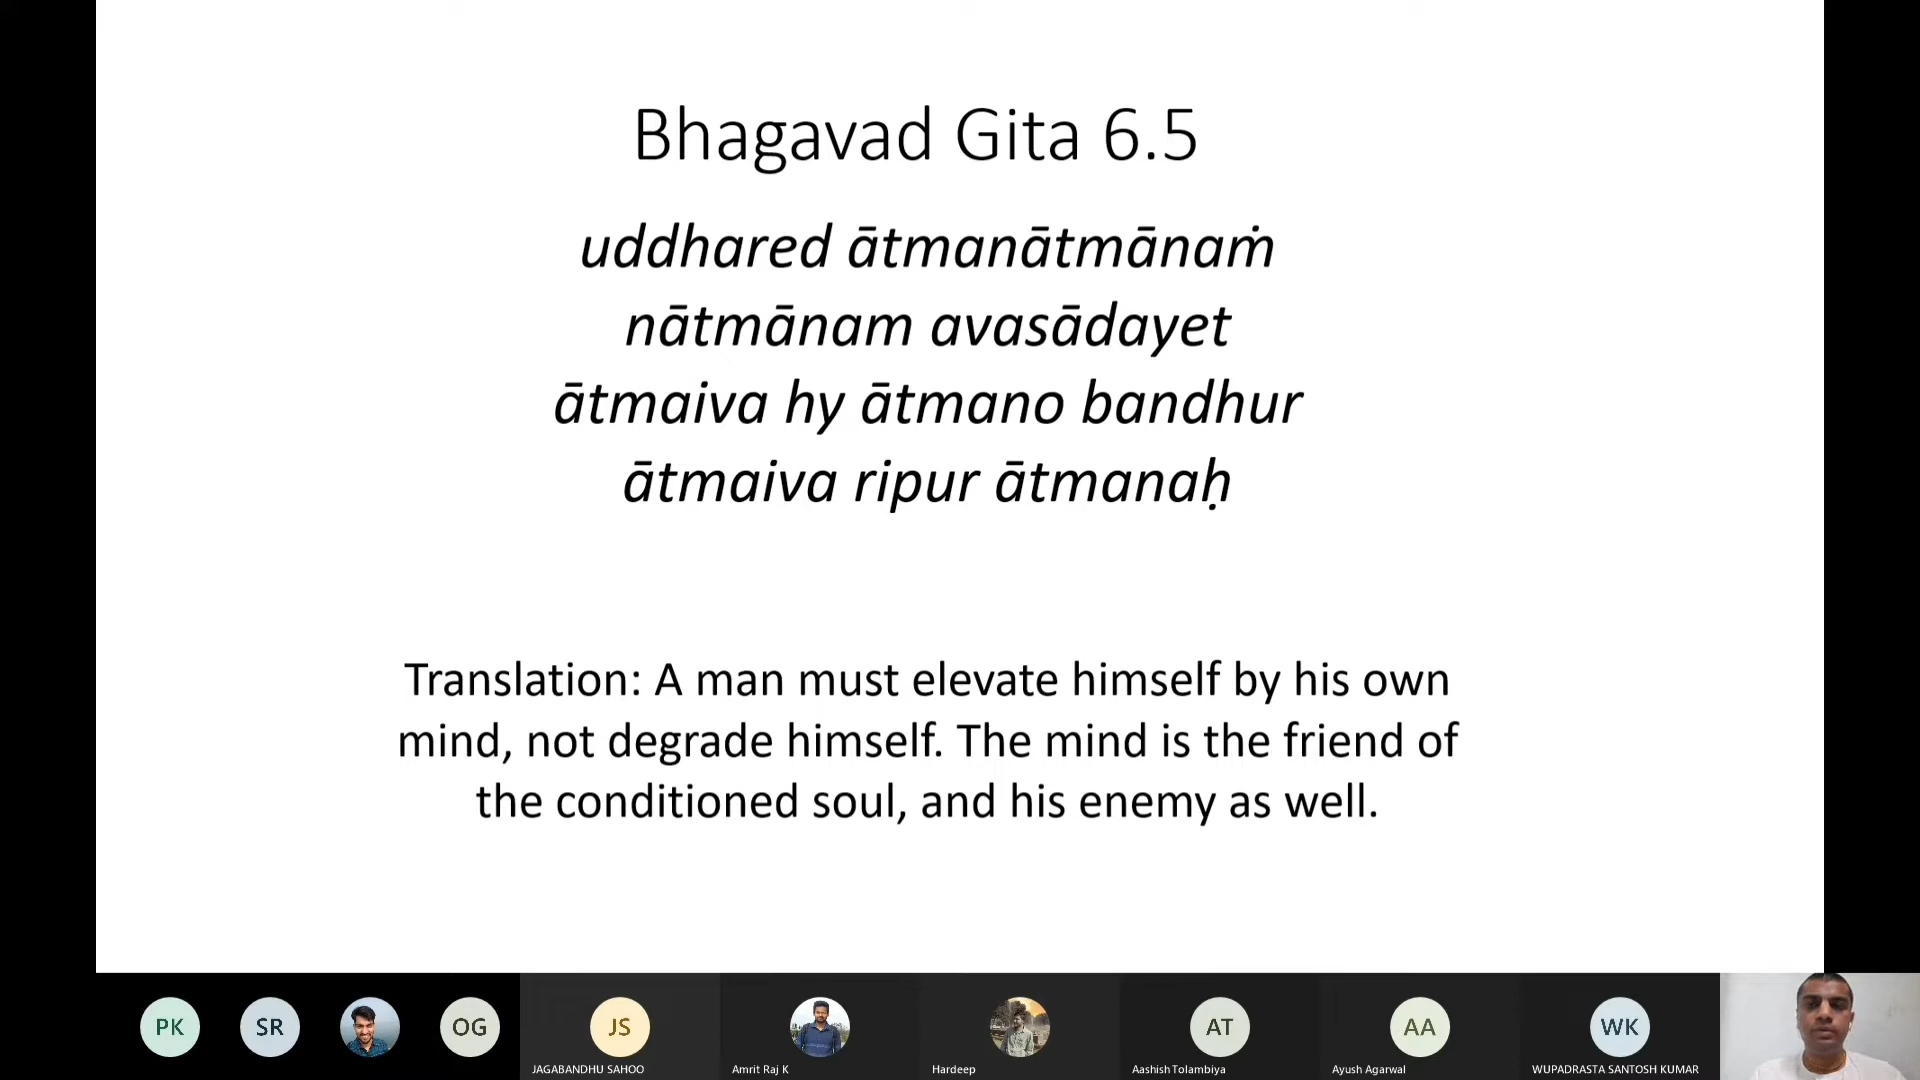 Bhagavad Gita 6.5
uddhared ātmanātmānaṁ
nātmānam avasādayet
ātmaiva hy ātmano bandhur
ātmaiva ripur ātmanaḥ
Translation: A man must elevate himself by his own
mind, not degrade himself. The mind is the friend of
the conditioned soul, and his enemy as well.
PK
SR
OG
JS
AT
AA
WK
JAGABANDHU SAHOO
Amrit Raj K
Hardeep
Aashish Tolambiya
Ayush Agarwal
WUPADRASTA SANTOSH KUMAR